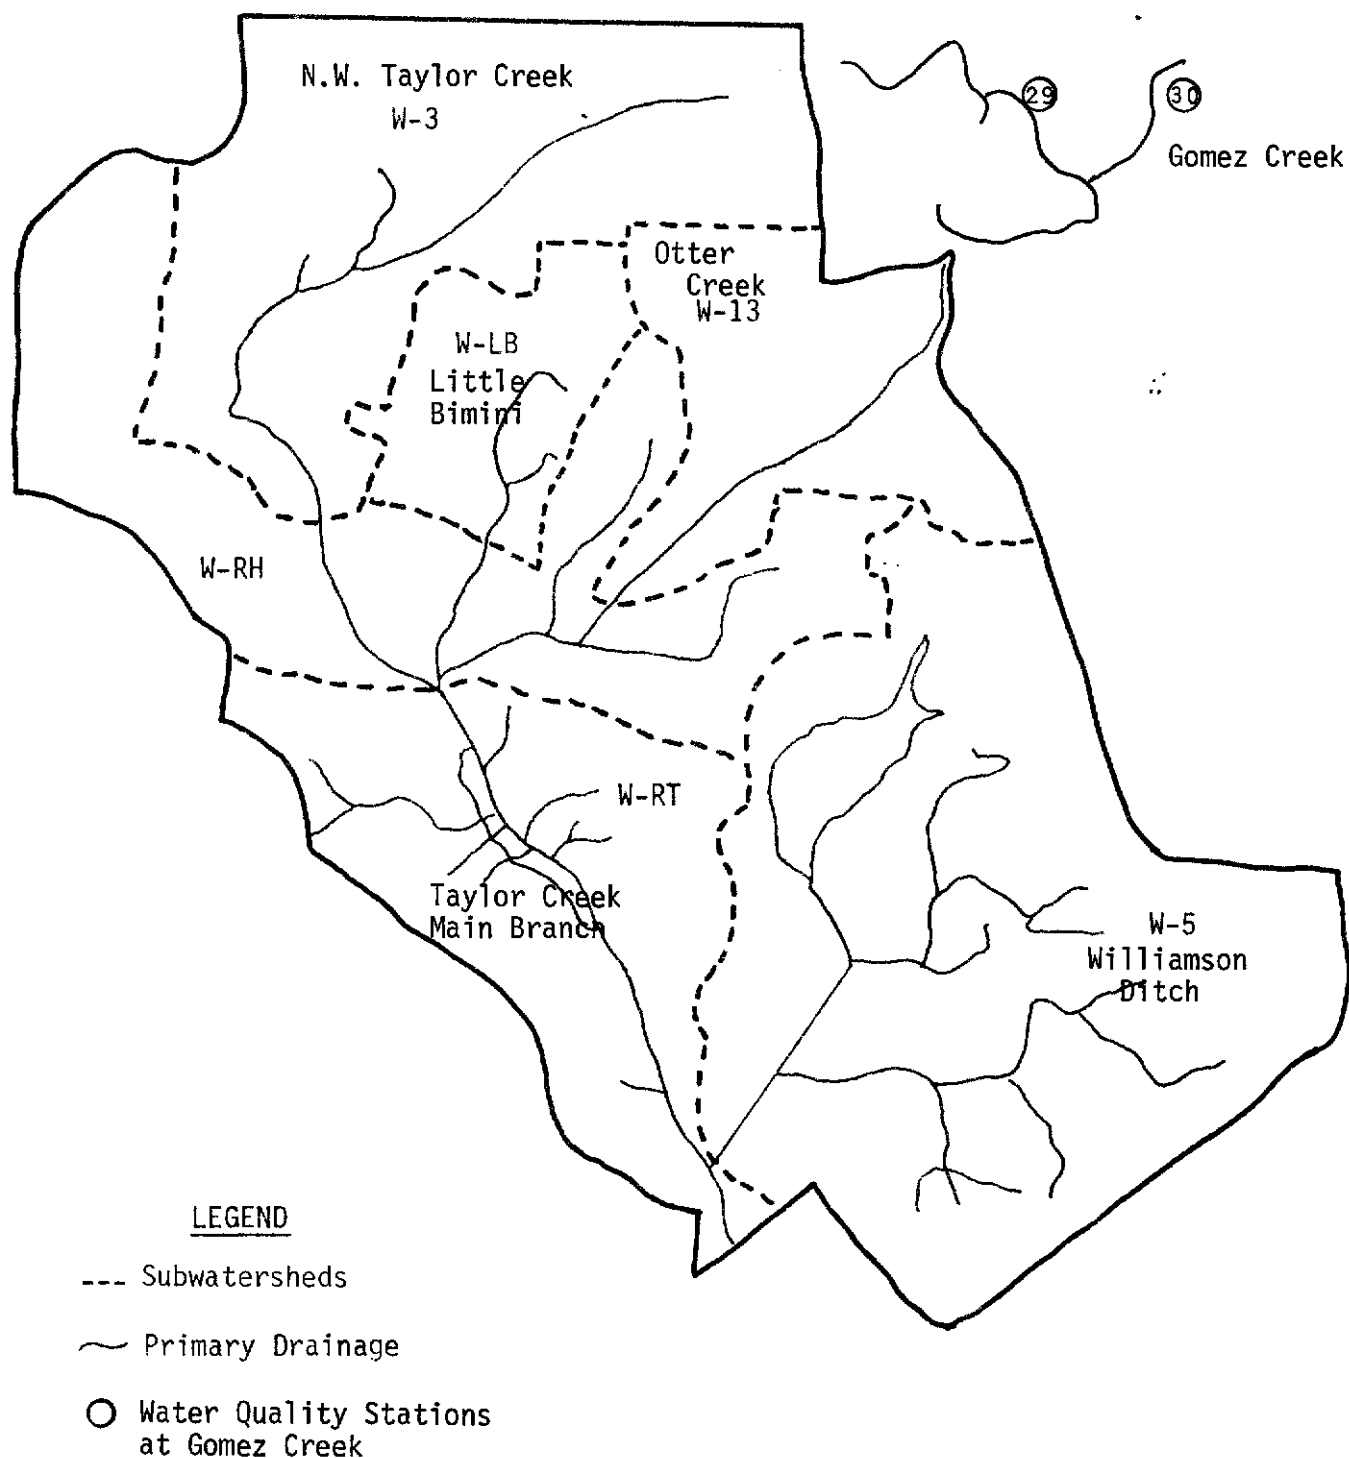 N.W. Taylor Creek
W-3
29
30
Gomez Creek
Otter
Creek
W-13
W-LB
Little
Bimini
W-RH
W-RT
Taylor Creek
Main Branch
W-5
Williamson
Ditch
LEGEND
Subwatersheds
Primary Drainage
Water Quality Stations
at Gomez Creek